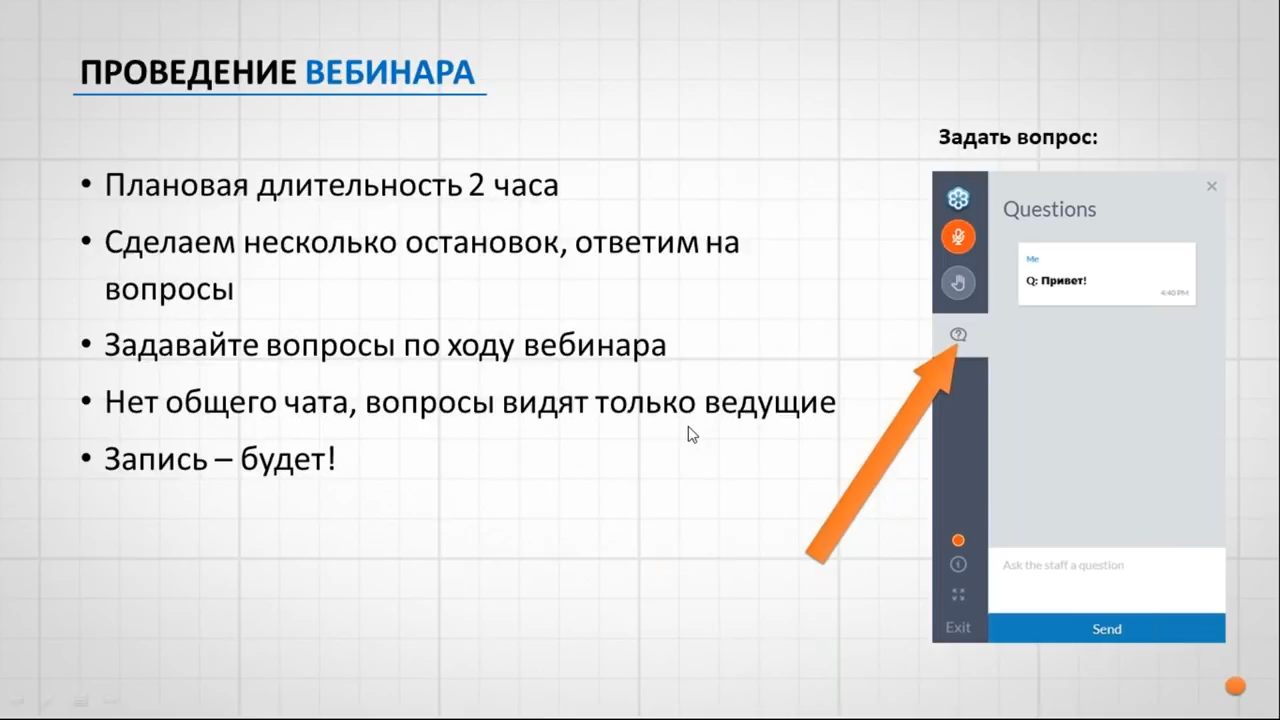 ПРОВЕДЕНИЕ ВЕБИНАРА
• Плановая длительность 2 часа
• Сделаем несколько остановок, ответим на
вопросы
• Задавайте вопросы по ходу вебинара
• Нет общего чата, вопросы видят только ведущие
• Запись – будет!
Задать вопрос:
Questions
Me
Q: Привет!
4:40 PM
Ask the staff a question
Exit
Send